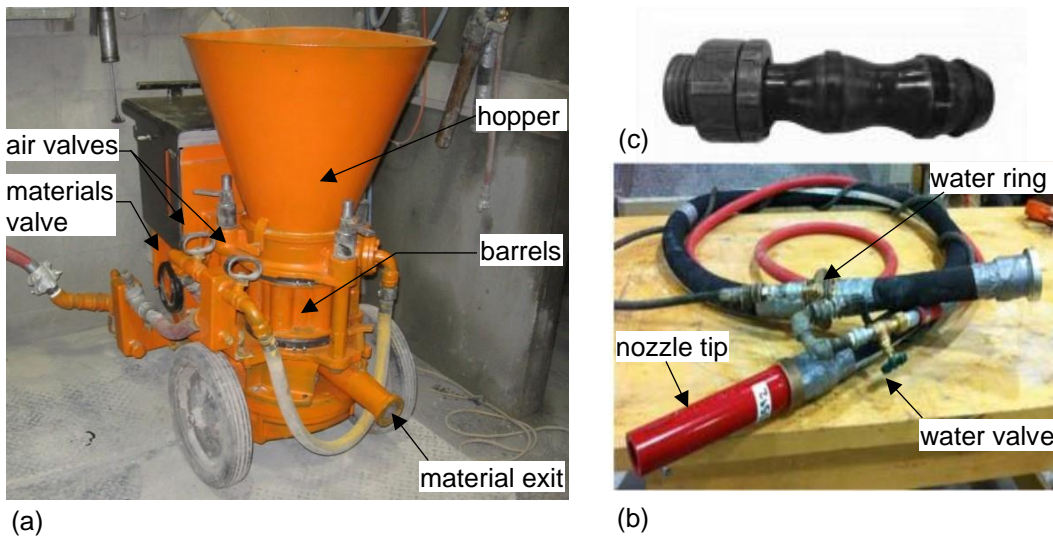 hopper
air valves
materials
valve
barrels
material exit
(a)
(c)
water ring
nozzle tip
water valve
(b)